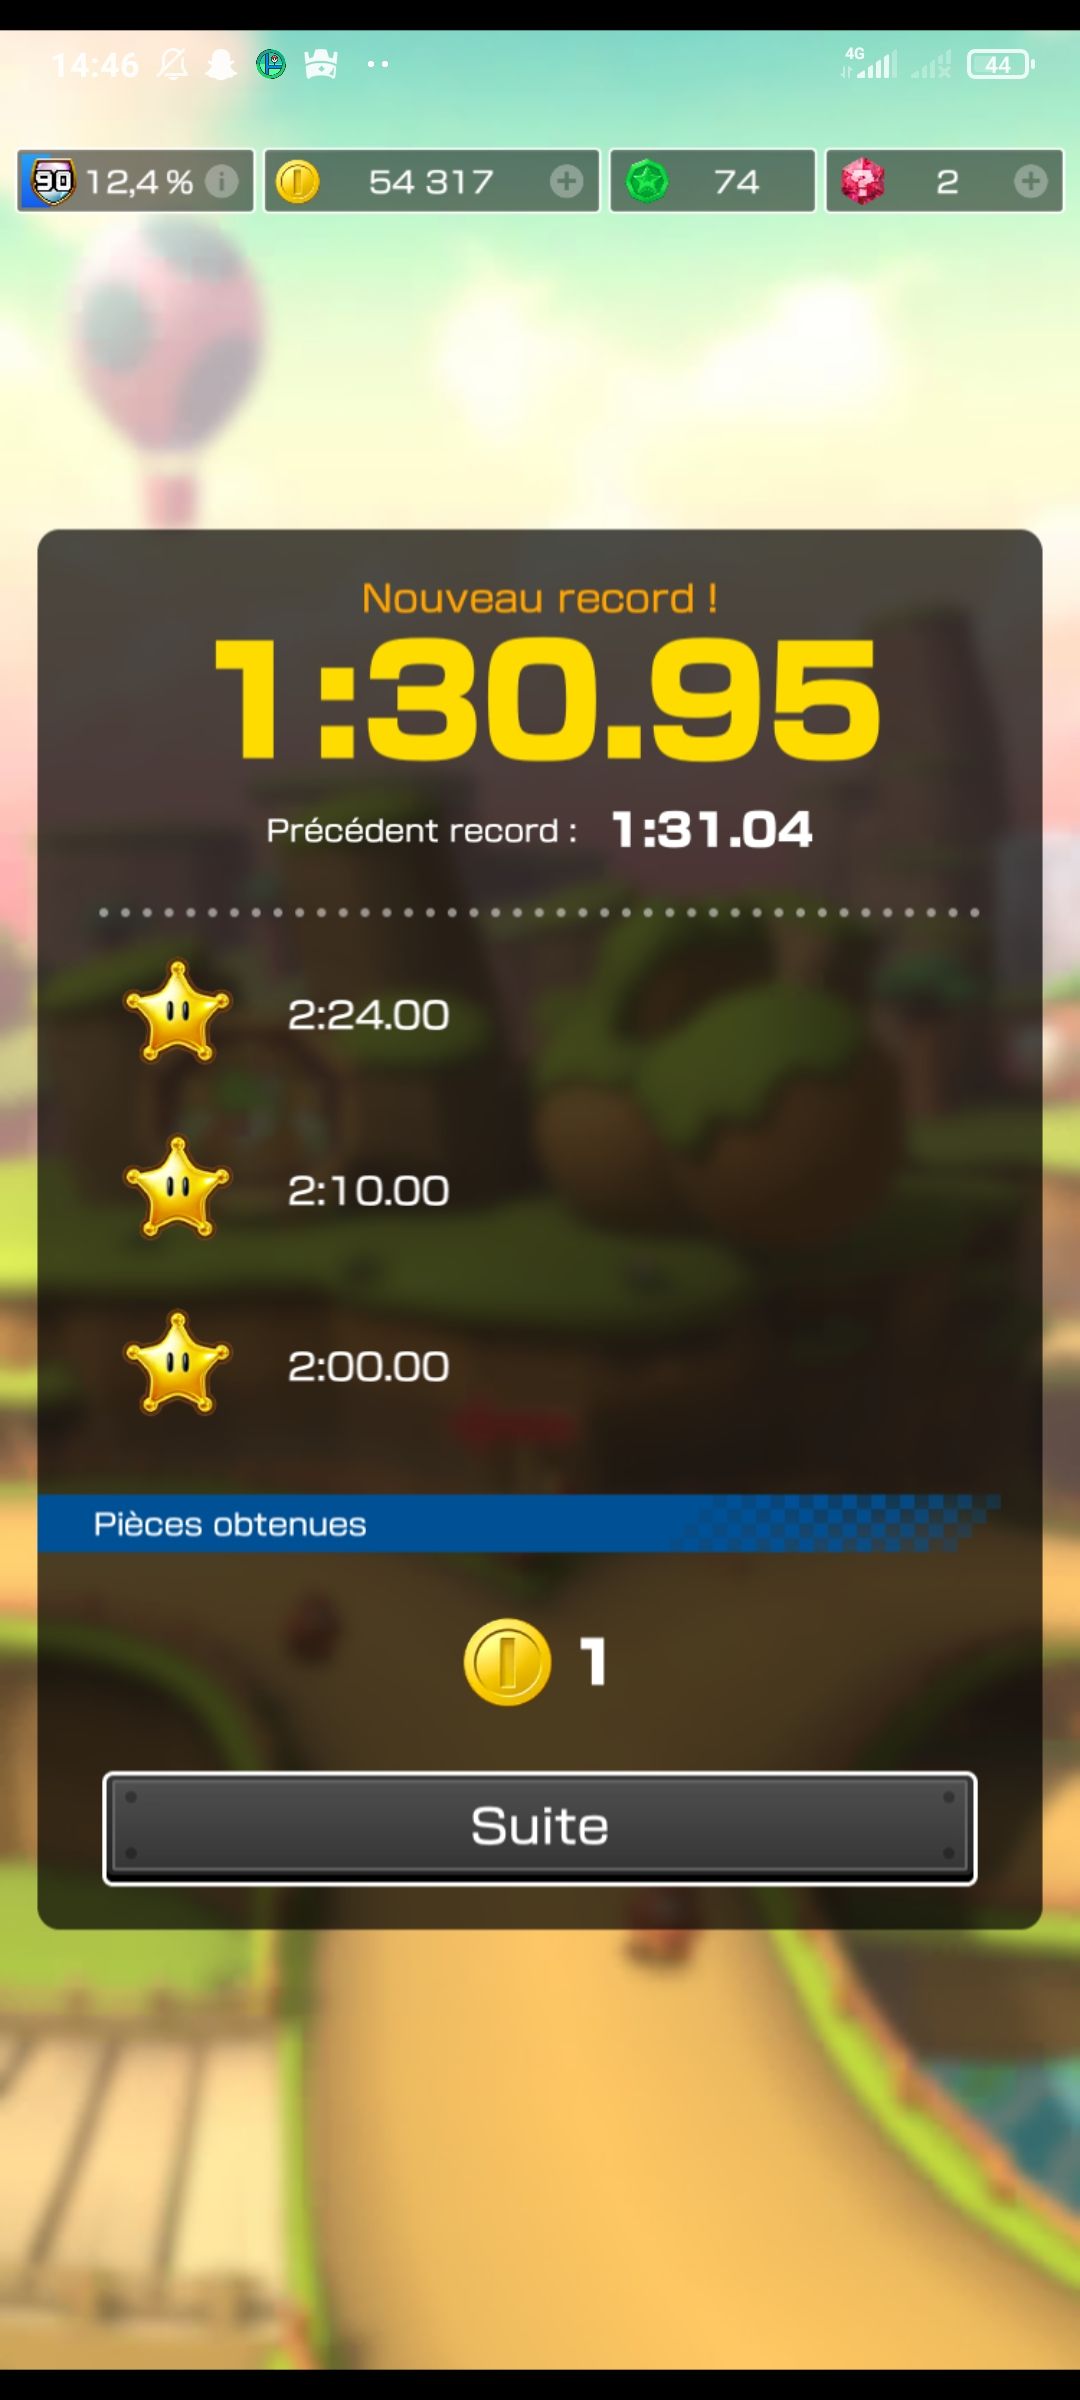 14:46 4G 44
90 12,4 % i 54 317 + 74 ? 2 +
Nouveau record !
1:30.95
Précédent record : 1:31.04
2:24.00
2:10.00
2:00.00
Pièces obtenues
1
Suite